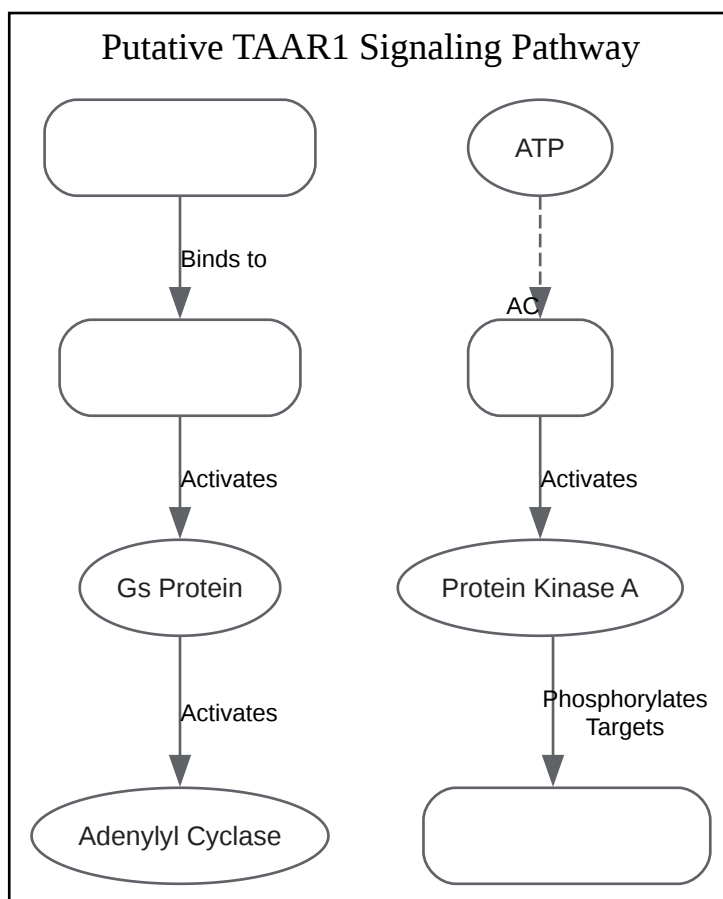 Putative TAAR1 Signaling Pathway
ATP
Binds to
AC
Activates
Activates
Gs Protein
Protein Kinase A
Activates
Phosphorylates
Targets
Adenylyl Cyclase